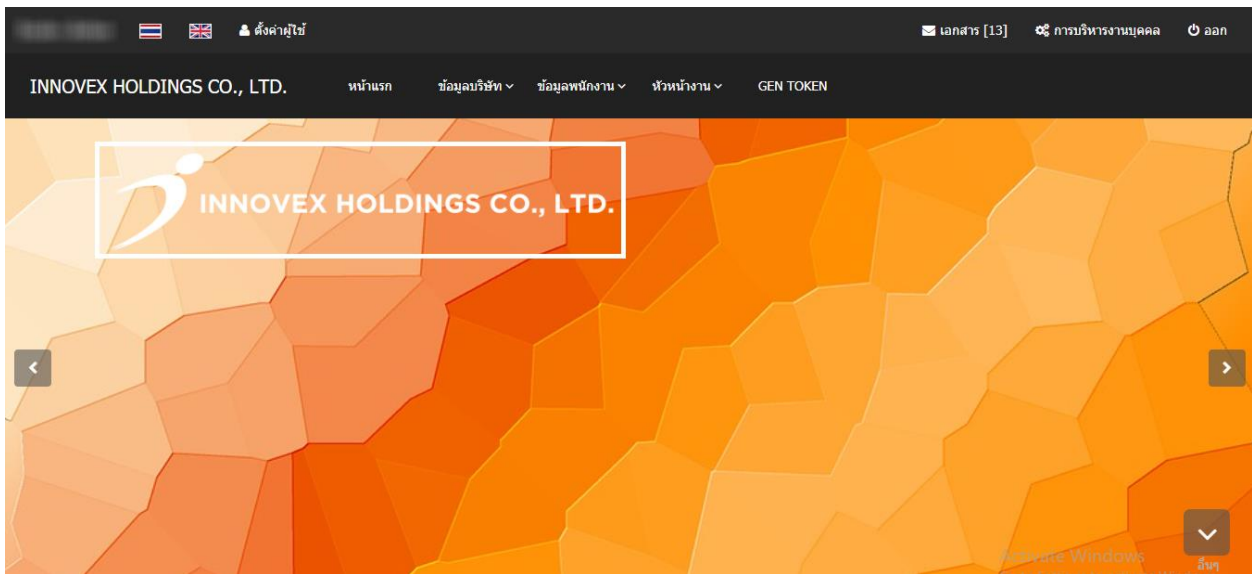 ตั้งค่าผู้ใช้ เอกสาร [13] การบริหารงานบุคคล ออก
INNOVEX HOLDINGS CO., LTD. หน้าแรก ข้อมูลบริษัท ข้อมูลพนักงาน หัวหน้างาน GEN TOKEN
INNOVEX HOLDINGS CO., LTD.
Activate Windows
อื่นๆ